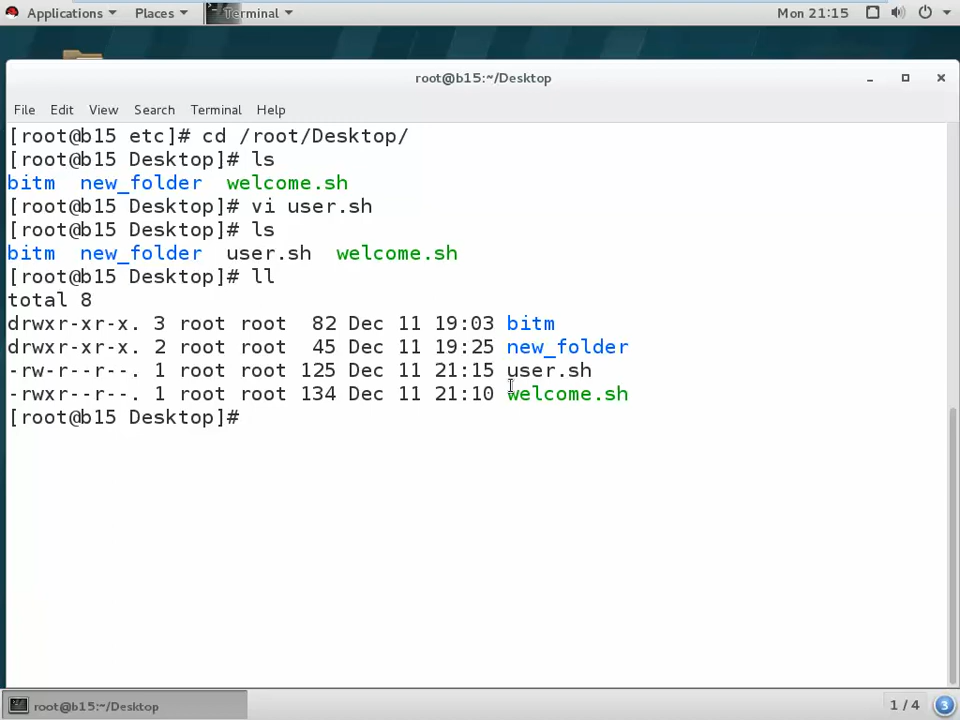 Applications Places Terminal Mon 21:15
root@b15:~/Desktop
File Edit View Search Terminal Help
[root@b15 etc]# cd /root/Desktop/
[root@b15 Desktop]# ls
bitm  new_folder  welcome.sh
[root@b15 Desktop]# vi user.sh
[root@b15 Desktop]# ls
bitm  new_folder  user.sh  welcome.sh
[root@b15 Desktop]# ll
total 8
drwxr-xr-x. 3 root root  82 Dec 11 19:03 bitm
drwxr-xr-x. 2 root root  45 Dec 11 19:25 new_folder
-rw-r--r--. 1 root root 125 Dec 11 21:15 user.sh
-rwxr--r--. 1 root root 134 Dec 11 21:10 welcome.sh
[root@b15 Desktop]#
root@b15:~/Desktop 1 / 4 3